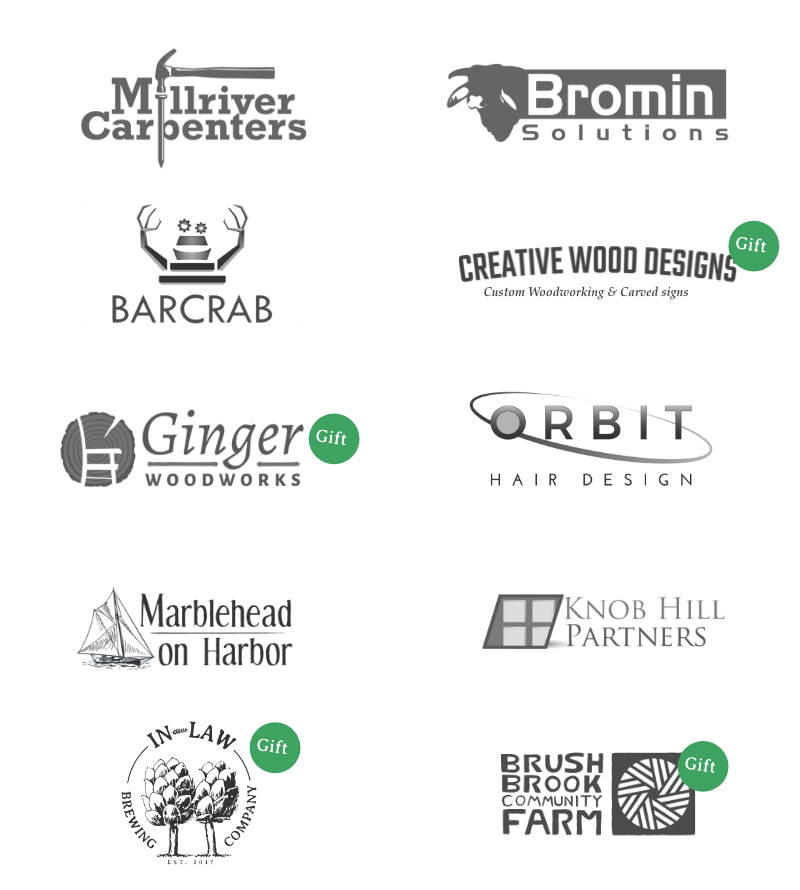 Millriver
Carpenters
Bromin
Solutions
BARCRAB
CREATIVE WOOD DESIGNS
Custom Woodworking & Carved signs
Gift
Ginger
WOODWORKS
Gift
ORBIT
HAIR DESIGN
Marblehead
on Harbor
KNOB HILL
PARTNERS
IN-LAW
BREWING
COMPANY
EST. 2017
Gift
BRUSH
BROOK
COMMUNITY
FARM
Gift